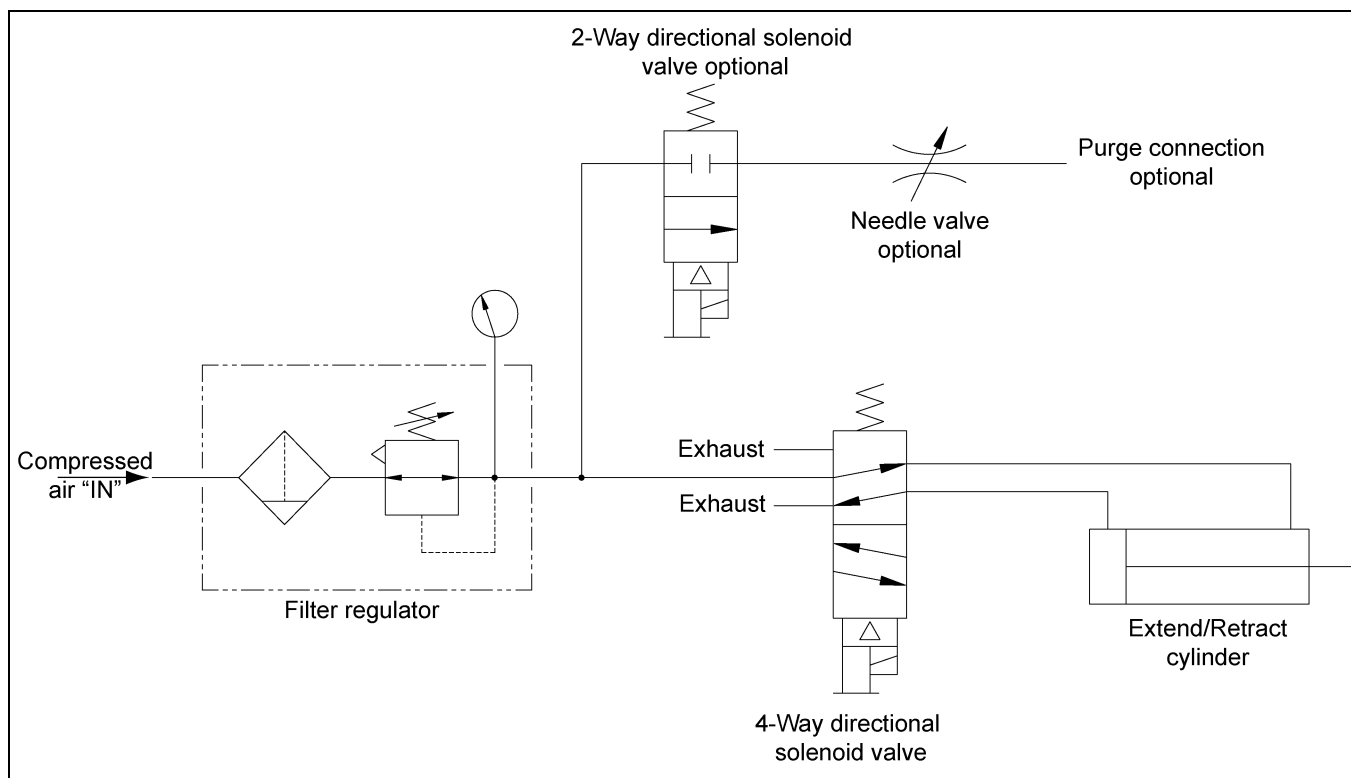 2-Way directional solenoid
valve optional
Purge connection
optional
Needle valve
optional
Compressed
air “IN”
Exhaust
Exhaust
Filter regulator
Extend/Retract
cylinder
4-Way directional
solenoid valve